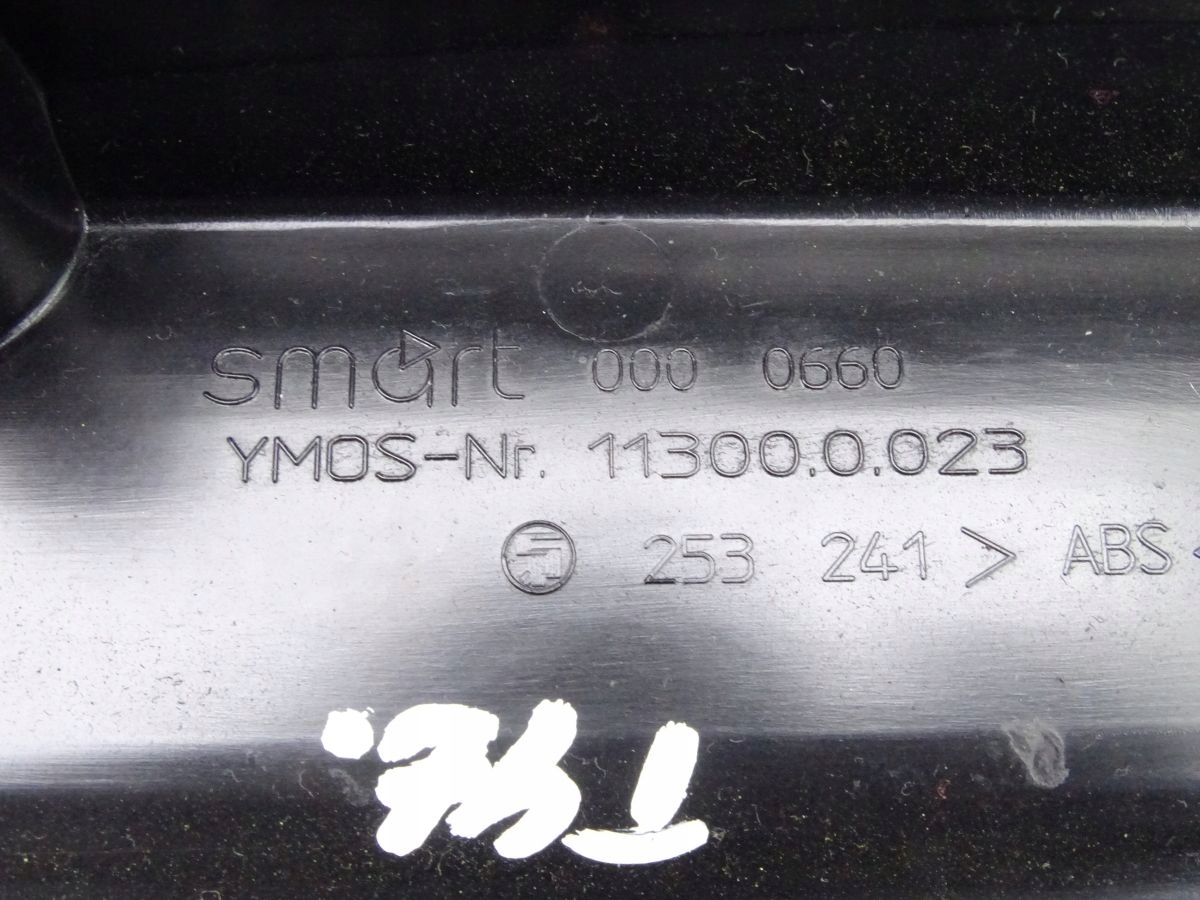 smart 000 0660
YMOS-Nr. 11300.0.023
253 241 > ABS <